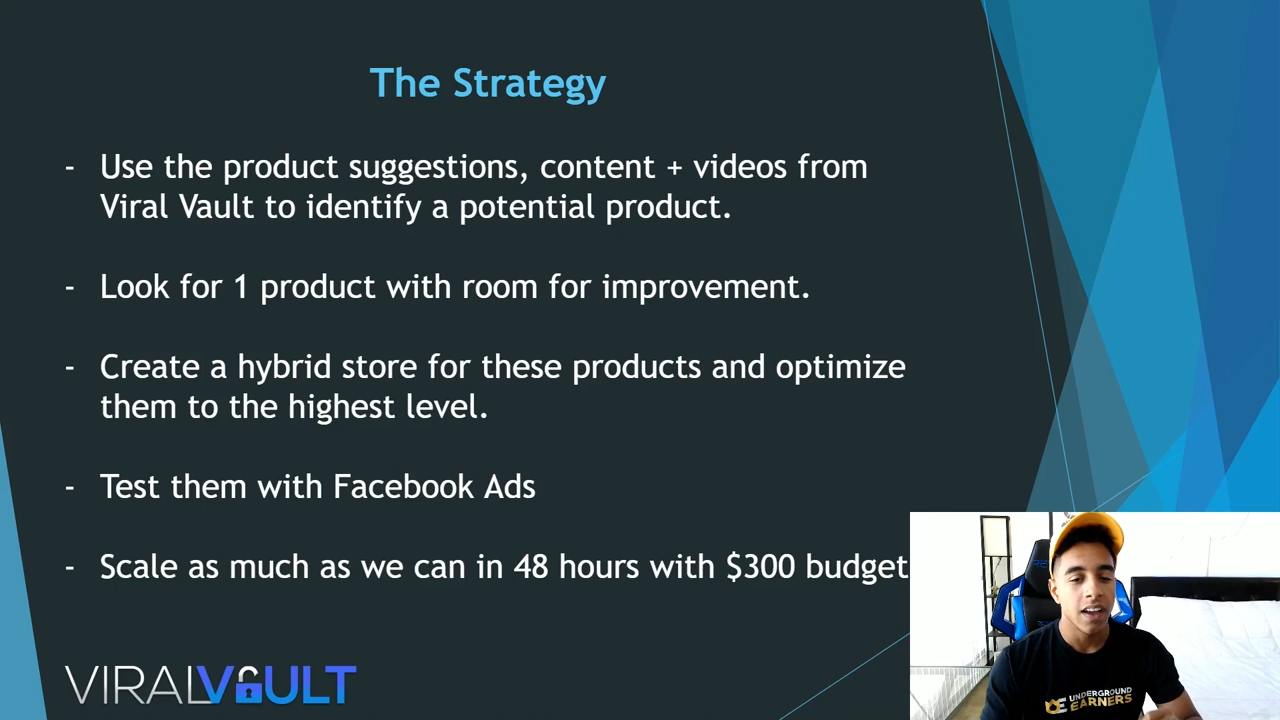 The Strategy
- Use the product suggestions, content + videos from
Viral Vault to identify a potential product.
- Look for 1 product with room for improvement.
- Create a hybrid store for these products and optimize
them to the highest level.
- Test them with Facebook Ads
- Scale as much as we can in 48 hours with $300 budget
VIRALVAULT
UNDERGROUND
EARNERS